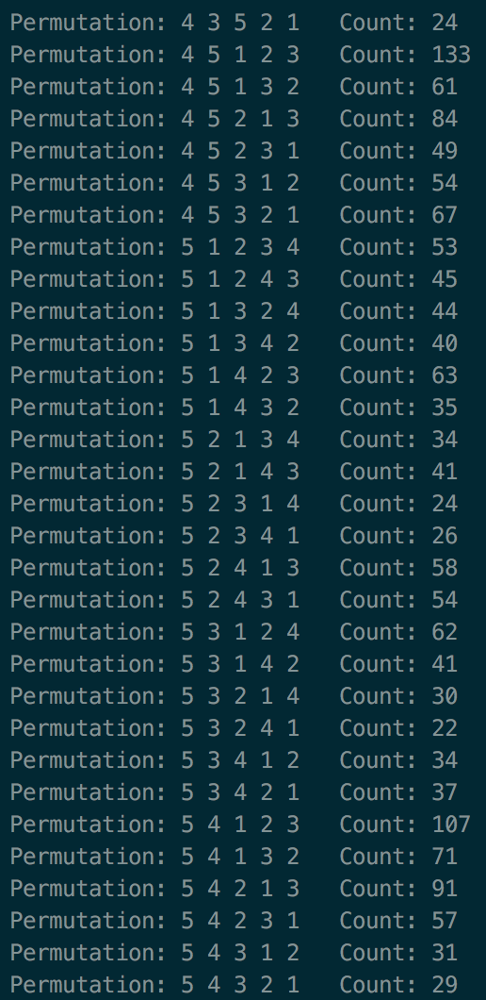 Permutation: 4 3 5 2 1   Count: 24
Permutation: 4 5 1 2 3   Count: 133
Permutation: 4 5 1 3 2   Count: 61
Permutation: 4 5 2 1 3   Count: 84
Permutation: 4 5 2 3 1   Count: 49
Permutation: 4 5 3 1 2   Count: 54
Permutation: 4 5 3 2 1   Count: 67
Permutation: 5 1 2 3 4   Count: 53
Permutation: 5 1 2 4 3   Count: 45
Permutation: 5 1 3 2 4   Count: 44
Permutation: 5 1 3 4 2   Count: 40
Permutation: 5 1 4 2 3   Count: 63
Permutation: 5 1 4 3 2   Count: 35
Permutation: 5 2 1 3 4   Count: 34
Permutation: 5 2 1 4 3   Count: 41
Permutation: 5 2 3 1 4   Count: 24
Permutation: 5 2 3 4 1   Count: 26
Permutation: 5 2 4 1 3   Count: 58
Permutation: 5 2 4 3 1   Count: 54
Permutation: 5 3 1 2 4   Count: 62
Permutation: 5 3 1 4 2   Count: 41
Permutation: 5 3 2 1 4   Count: 30
Permutation: 5 3 2 4 1   Count: 22
Permutation: 5 3 4 1 2   Count: 34
Permutation: 5 3 4 2 1   Count: 37
Permutation: 5 4 1 2 3   Count: 107
Permutation: 5 4 1 3 2   Count: 71
Permutation: 5 4 2 1 3   Count: 91
Permutation: 5 4 2 3 1   Count: 57
Permutation: 5 4 3 1 2   Count: 31
Permutation: 5 4 3 2 1   Count: 29